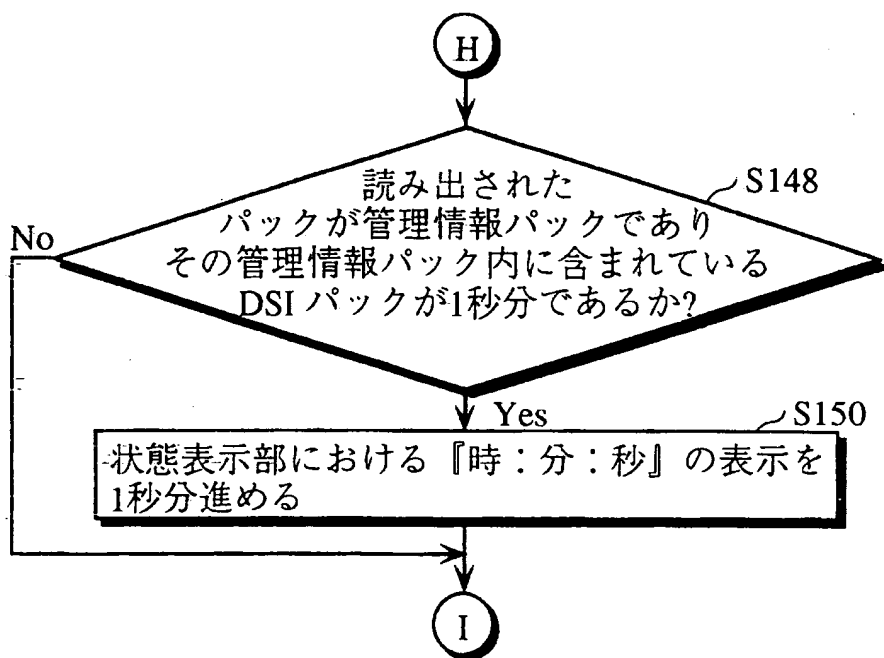 H
読み出された
S148
パックが管理情報パックであり
No
その管理情報パック内に含まれている
DSI パックが1秒分であるか?
Yes
S150
状態表示部における『時：分：秒』の表示を
1秒分進める
I